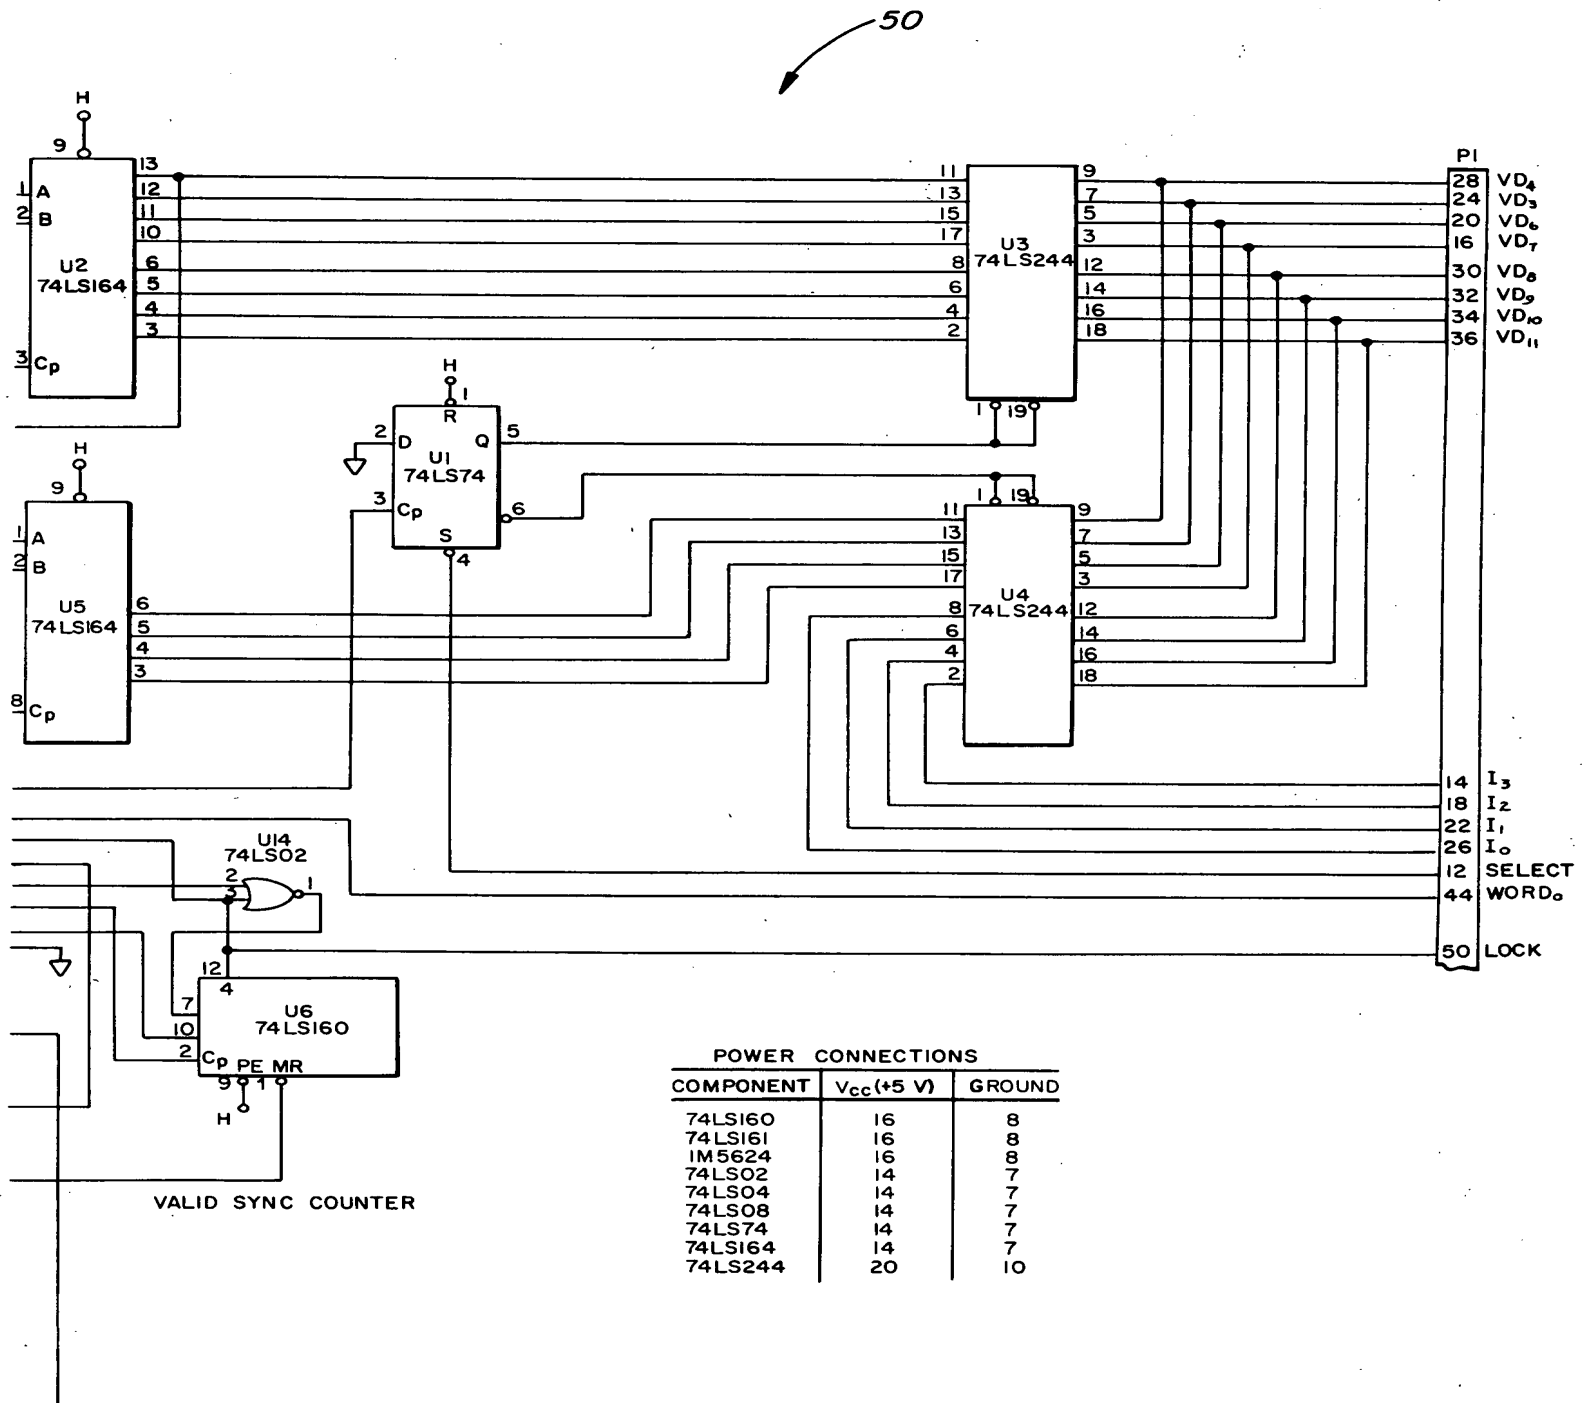 50
H
9
1 A
2 B
U2
74LS164
3 Cp
13
12
11
10
6
5
4
3
11
13
15
17
8
6
4
2
U3
74LS244
9
7
5
3
12
14
16
18
1 19
P1
28 VD4
24 VD3
20 VD6
16 VD7
30 VD8
32 VD9
34 VD10
36 VD11
H
1
R
2 D
Q 5
U1
74LS74
3 Cp
6
S
4
H
9
1 A
2 B
U5
74LS164
8 Cp
6
5
4
3
1 19
11
13
15
17
8
6
4
2
U4
74LS244
9
7
5
3
12
14
16
18
14 I3
18 I2
22 I1
26 I0
12 SELECT
44 WORD0
50 LOCK
U14
74LS02
2
3
1
12
4
U6
74LS160
7
10
2 Cp
PE MR
9 1
H
VALID SYNC COUNTER
POWER CONNECTIONS
COMPONENT Vcc(+5 V) GROUND
74LS160 16 8
74LS161 16 8
IM5624 16 8
74LS02 14 7
74LS04 14 7
74LS08 14 7
74LS74 14 7
74LS164 14 7
74LS244 20 10